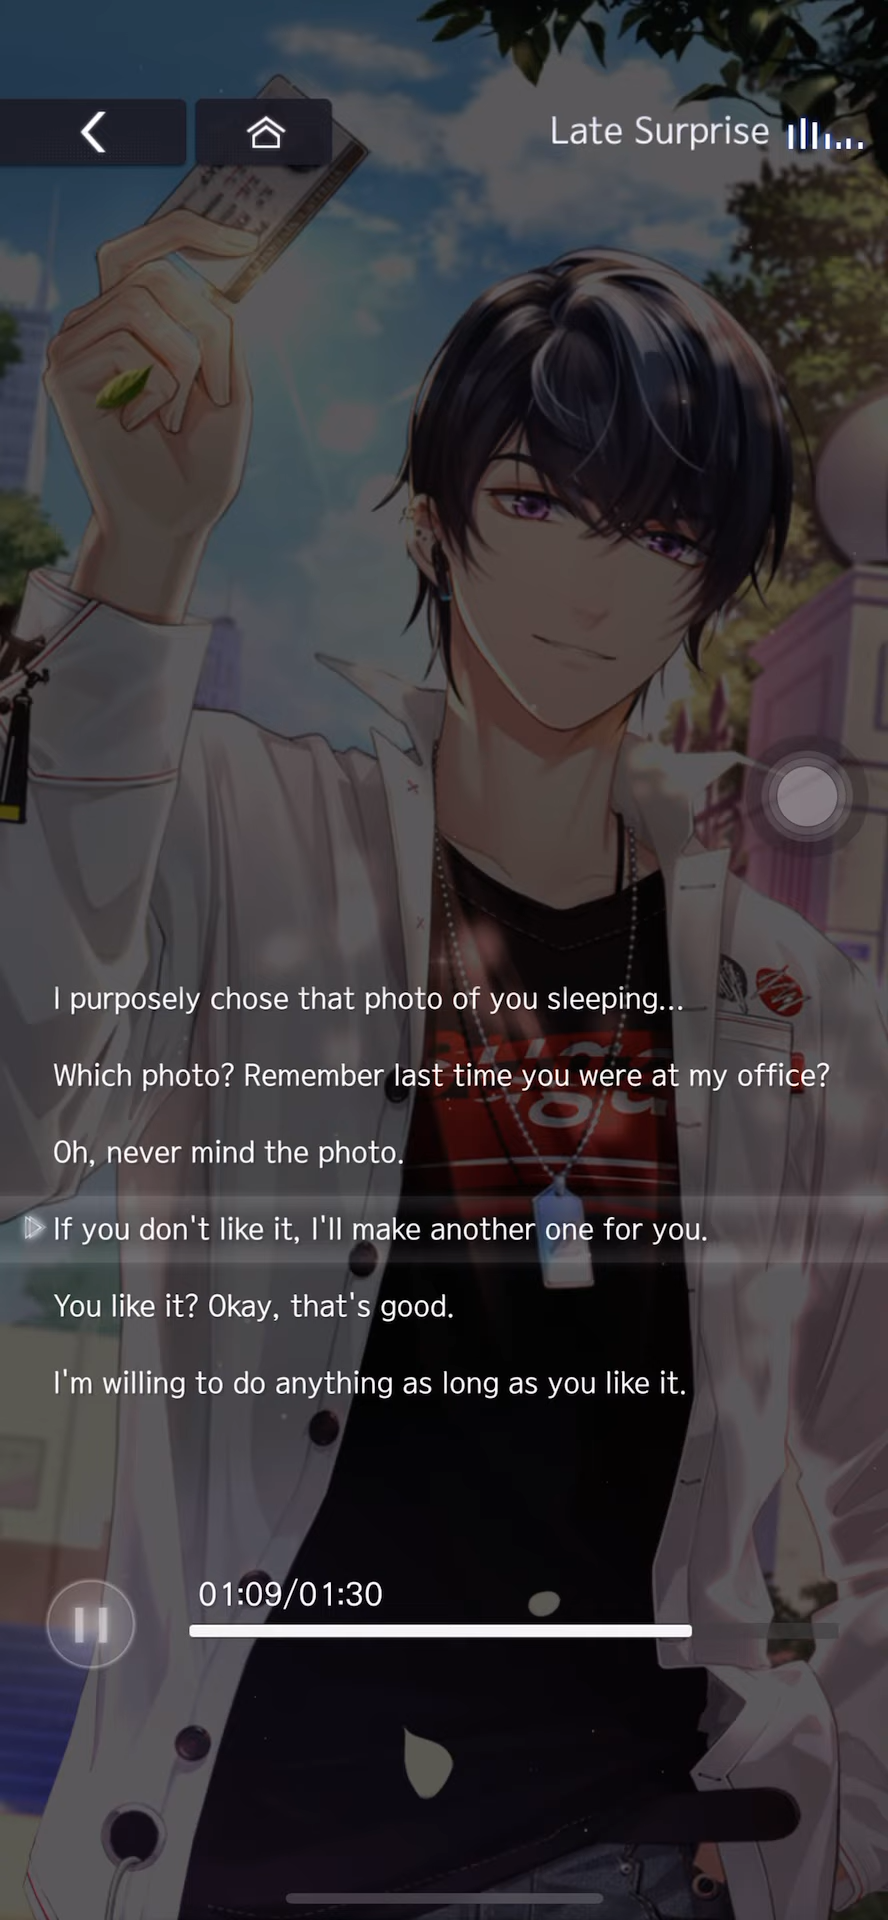 Late Surprise
I purposely chose that photo of you sleeping...
Which photo? Remember last time you were at my office?
Oh, never mind the photo.
If you don't like it, I'll make another one for you.
You like it? Okay, that's good.
I'm willing to do anything as long as you like it.
01:09/01:30